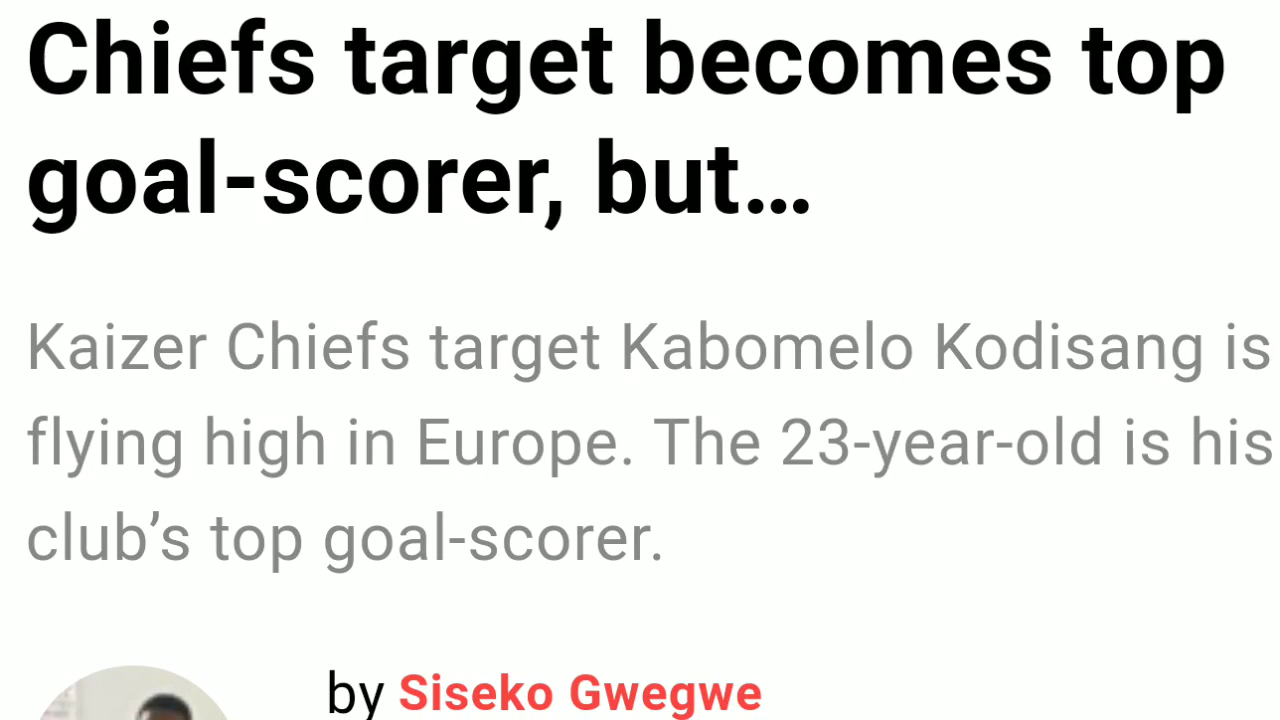 Chiefs target becomes top
goal-scorer, but…
Kaizer Chiefs target Kabomelo Kodisang is
flying high in Europe. The 23-year-old is his
club’s top goal-scorer.
by Siseko Gwegwe